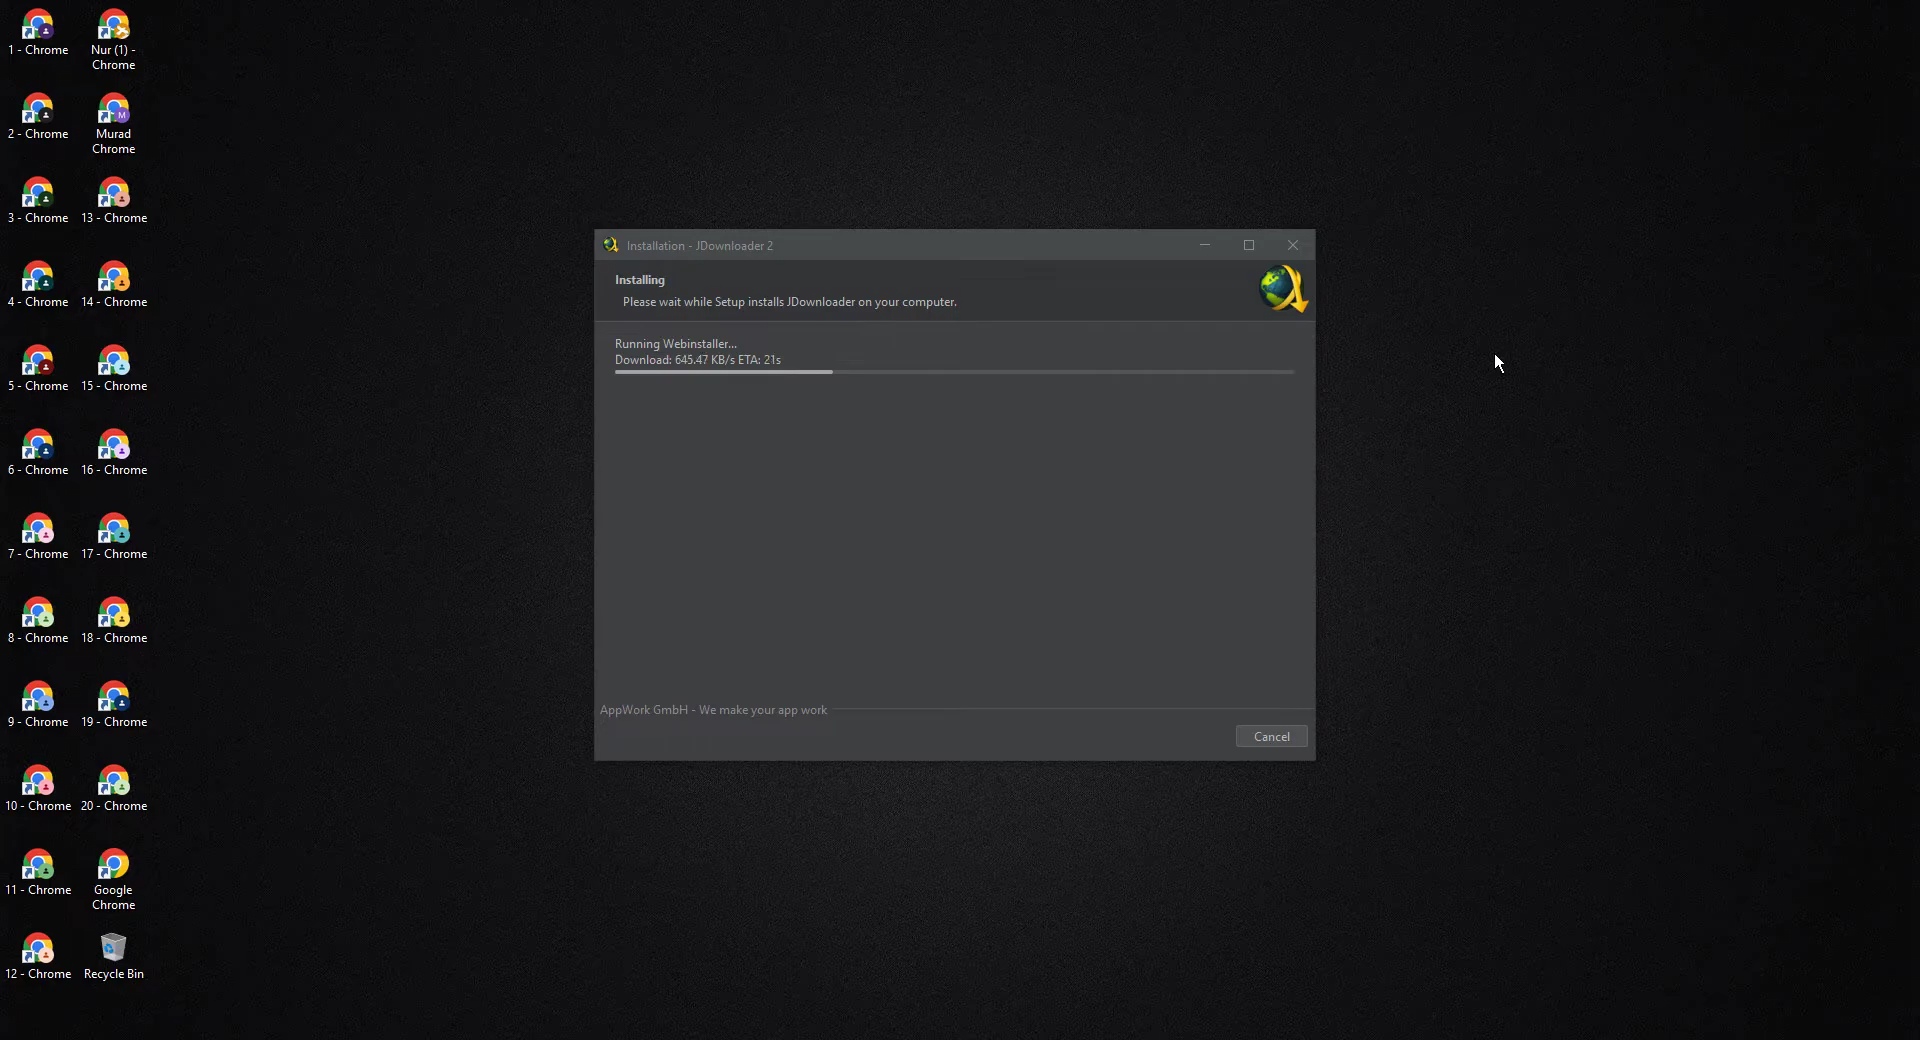 1 - Chrome
Nur (1) -
Chrome
2 - Chrome
Murad
Chrome
3 - Chrome
13 - Chrome
4 - Chrome
14 - Chrome
5 - Chrome
15 - Chrome
6 - Chrome
16 - Chrome
7 - Chrome
17 - Chrome
8 - Chrome
18 - Chrome
9 - Chrome
19 - Chrome
10 - Chrome
20 - Chrome
11 - Chrome
Google
Chrome
12 - Chrome
Recycle Bin
M
Installation - JDownloader 2
Installing
Please wait while Setup installs JDownloader on your computer.
Running Webinstaller...
Download: 645.47 KB/s ETA: 21s
AppWork GmbH - We make your app work
Cancel